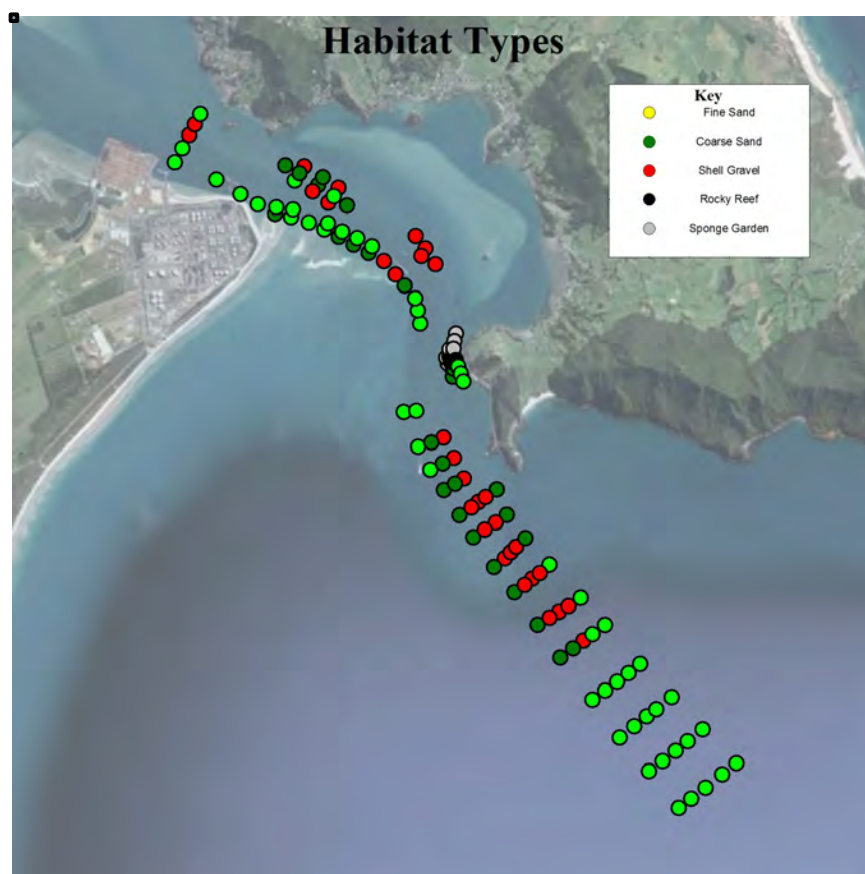 Habitat Types
Key
Fine Sand
Coarse Sand
Shell Gravel
Rocky Reef
Sponge Garden